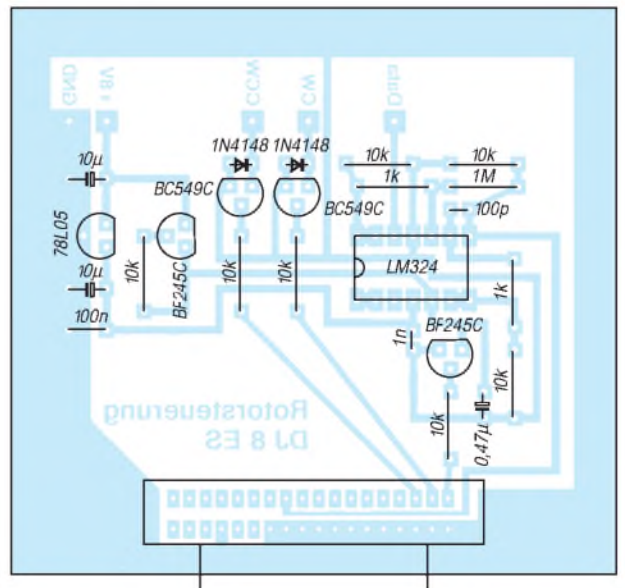 GND
+ 8V
CCW
CW
Data
1N4148 1N4148
10µ
10k
10k
1k
1M
BC549C
BC549C
100p
78L05
BF245C
10k
10k
10k
LM324
10µ
1k
100n
1n
BF245C
10k
10k
0,47µ
Rotorsteuerung
DJ 8 ES